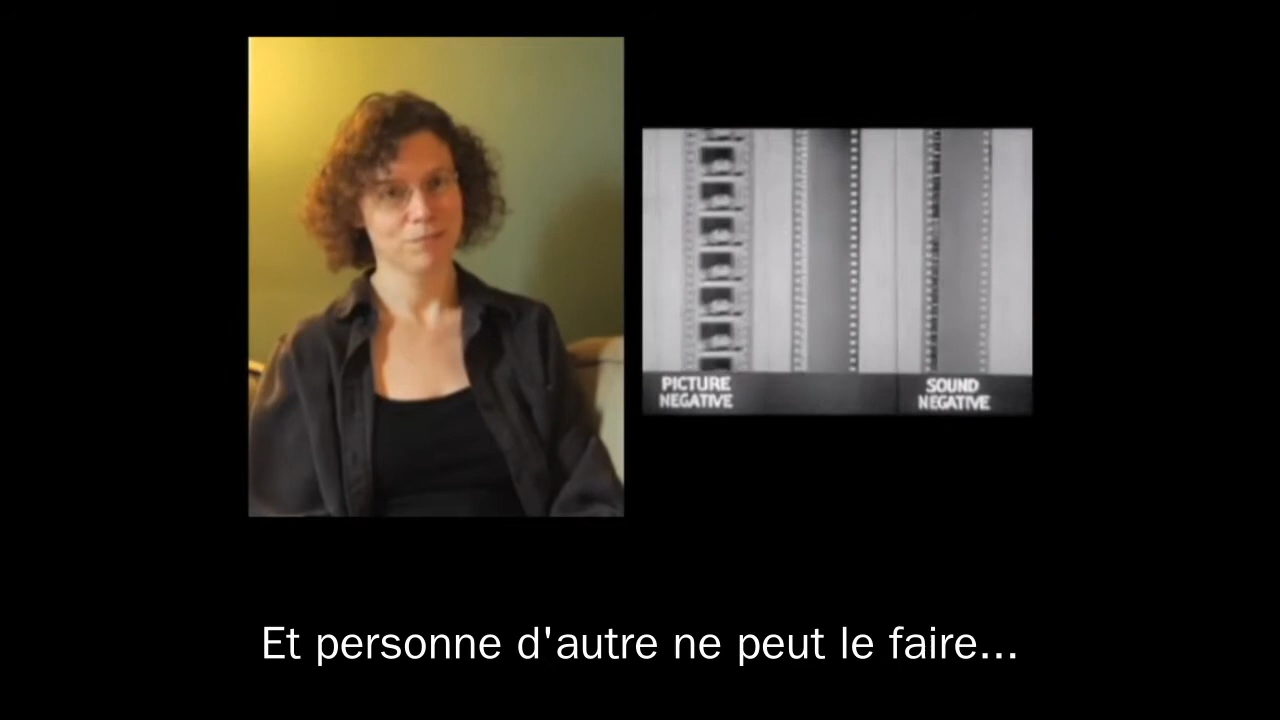 PICTURE
NEGATIVE
SOUND
NEGATIVE
Et personne d'autre ne peut le faire...